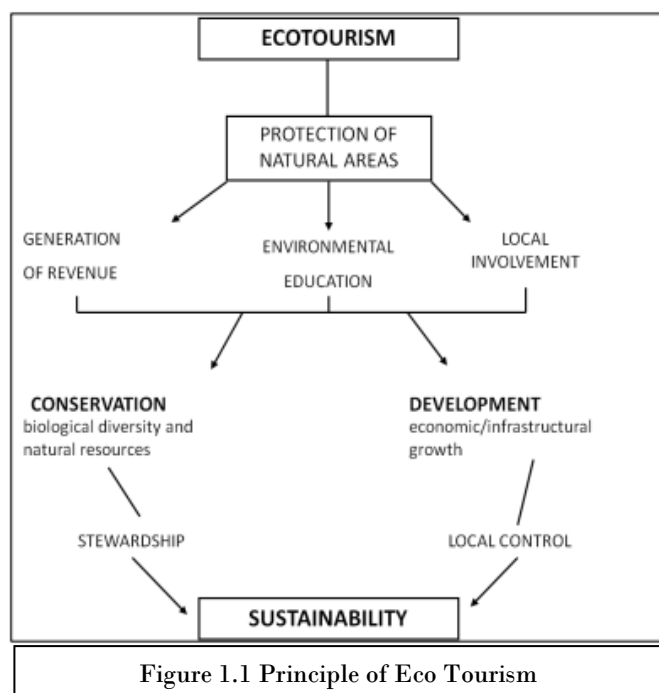 ECOTOURISM
PROTECTION OF
NATURAL AREAS
GENERATION
OF REVENUE
ENVIRONMENTAL
EDUCATION
LOCAL
INVOLVEMENT
CONSERVATION
biological diversity and
natural resources
DEVELOPMENT
economic/infrastructural
growth
STEWARDSHIP
LOCAL CONTROL
SUSTAINABILITY
Figure 1.1 Principle of Eco Tourism